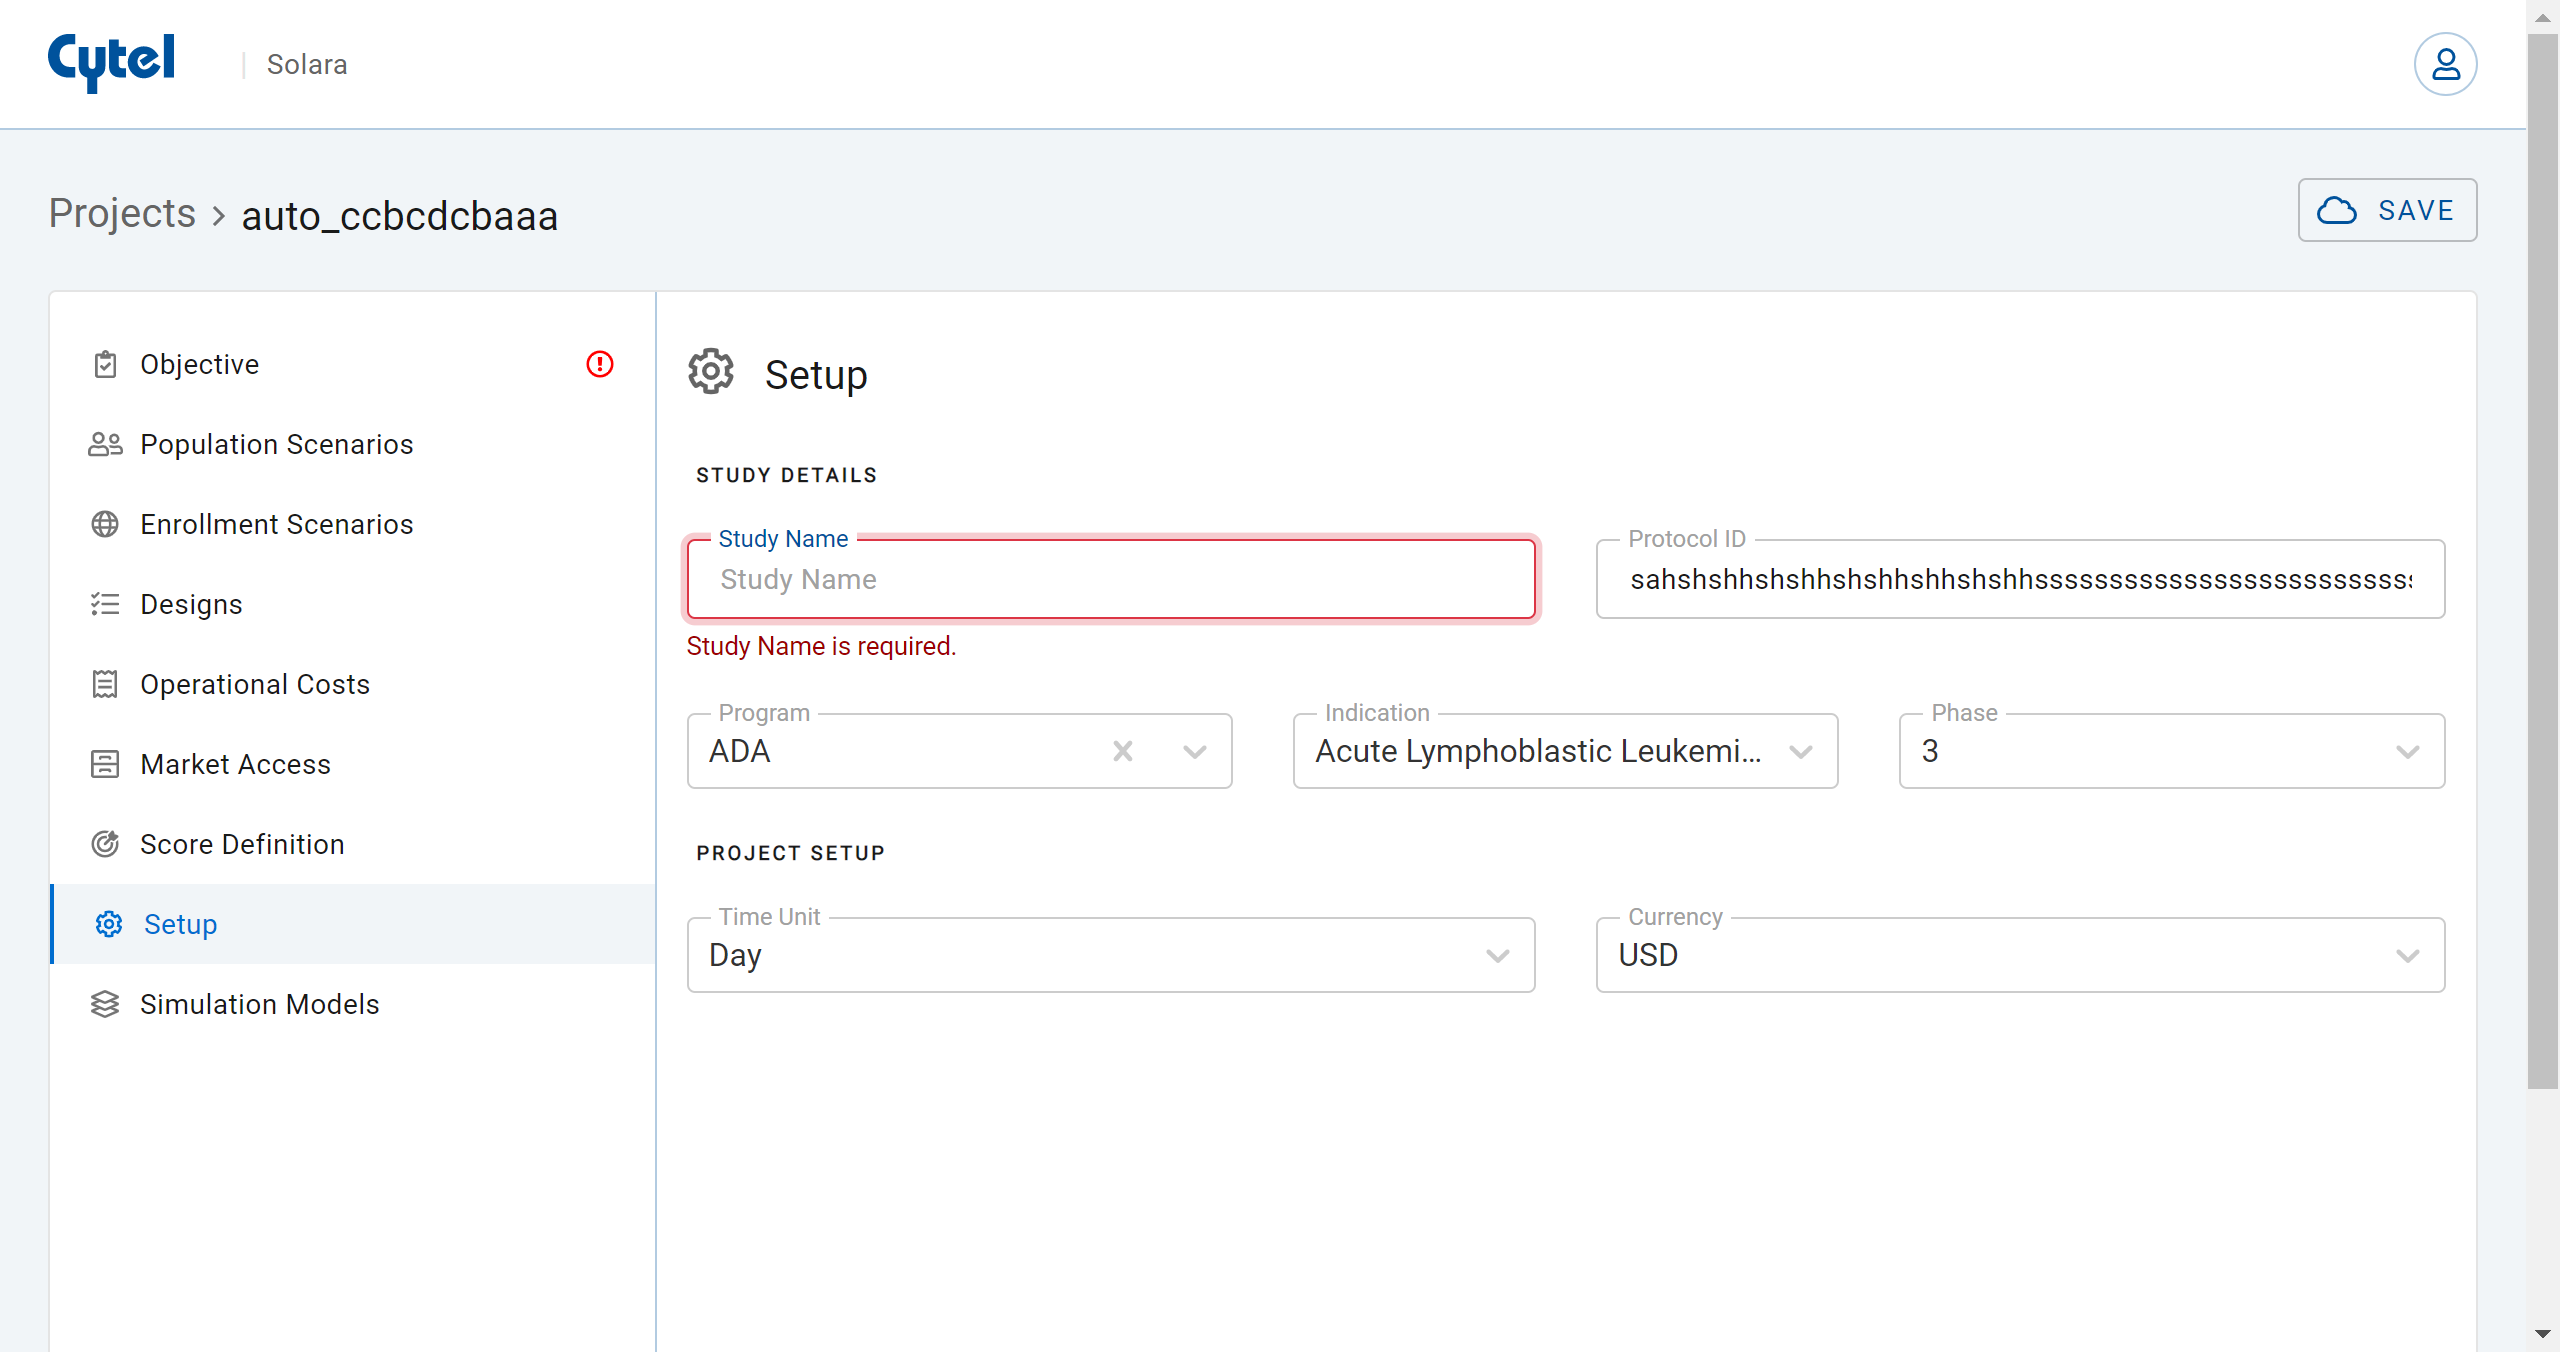 Cytel | Solara
Projects > auto_ccbcdcbaaa
SAVE
Objective
Population Scenarios
Enrollment Scenarios
Designs
Operational Costs
Market Access
Score Definition
Setup
Simulation Models
Setup
STUDY DETAILS
Study Name
Study Name
Study Name is required.
Protocol ID
Program
ADA
Indication
Acute Lymphoblastic Leukemi...
Phase
3
PROJECT SETUP
Time Unit
Day
Currency
USD